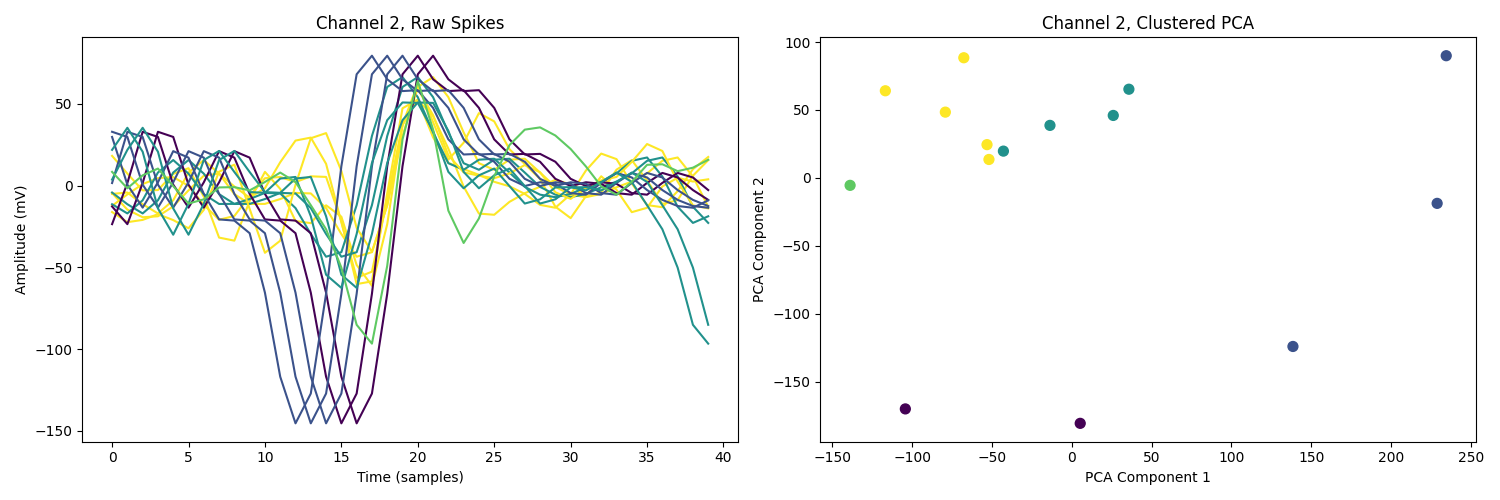 Channel 2, Raw Spikes
Amplitude (mV)
50
0
−50
−100
−150
0 5 10 15 20 25 30 35 40
Time (samples)
Channel 2, Clustered PCA
PCA Component 2
100
50
0
−50
−100
−150
−150 −100 −50 0 50 100 150 200 250
PCA Component 1